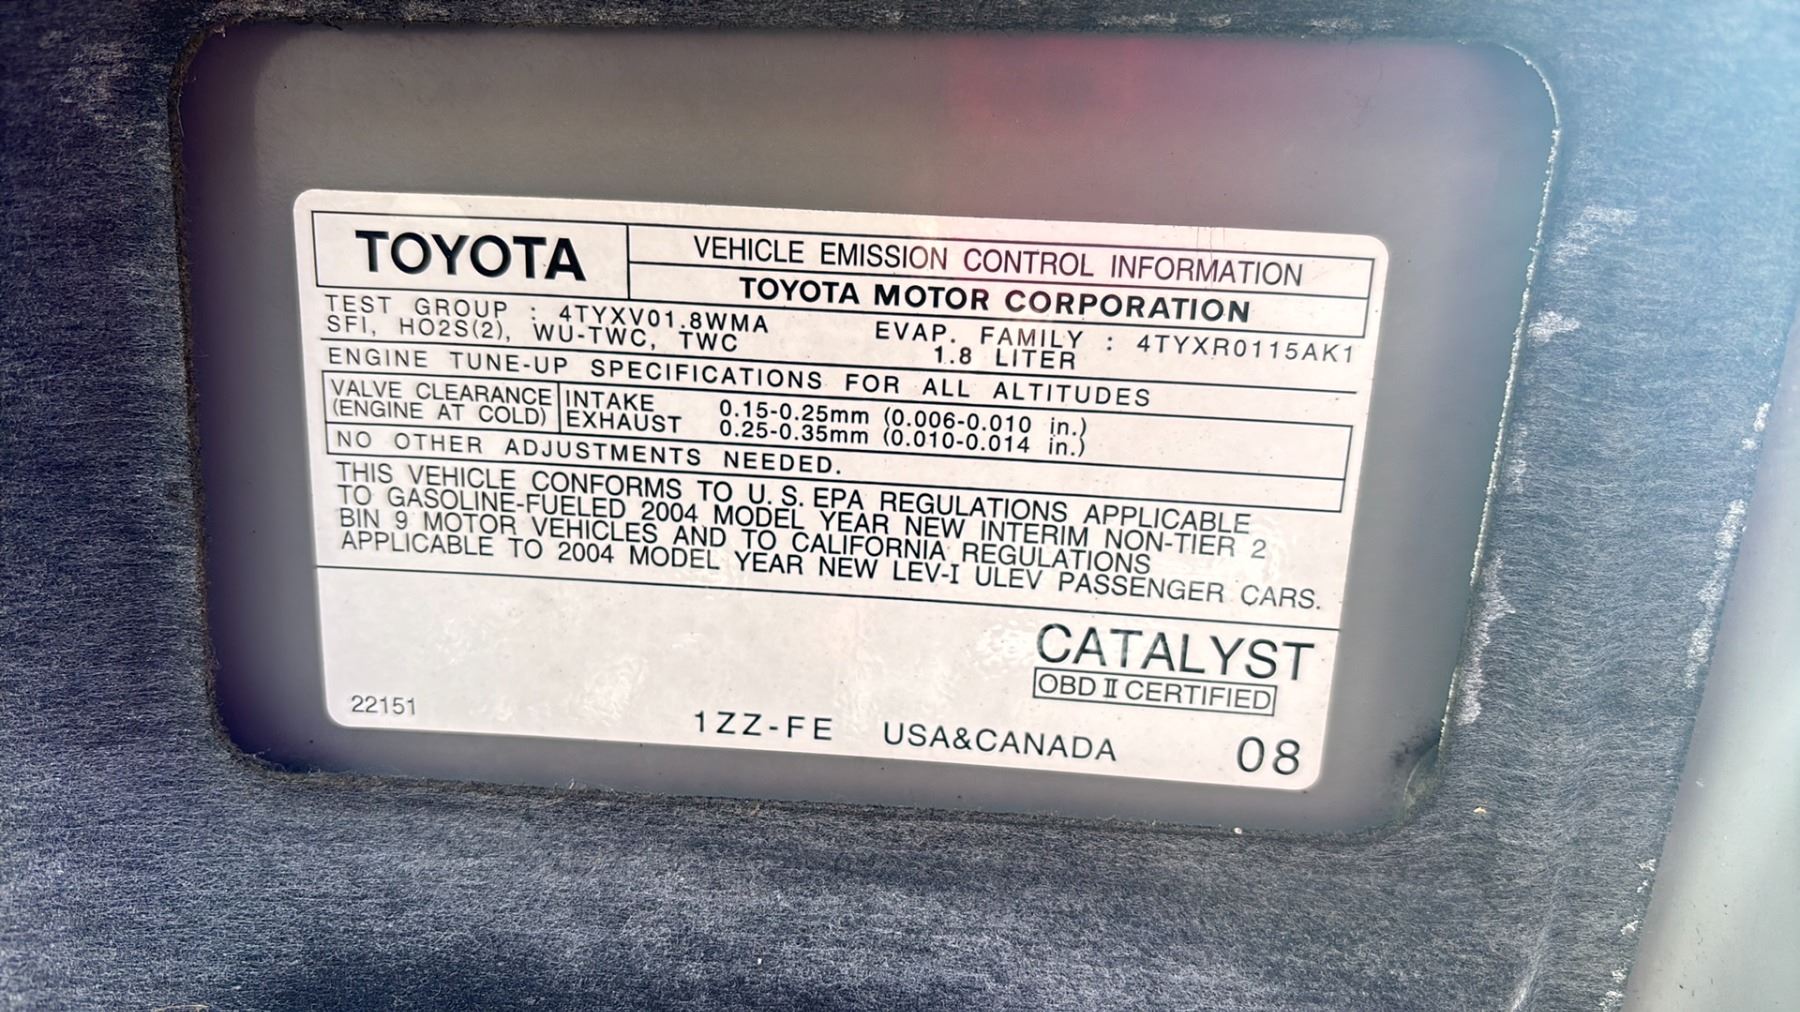 TOYOTA
VEHICLE EMISSION CONTROL INFORMATION
TOYOTA MOTOR CORPORATION
TEST GROUP : 4TYXV01.8WMA EVAP. FAMILY : 4TYXR0115AK1
SFI, HO2S(2), WU-TWC, TWC 1.8 LITER
ENGINE TUNE-UP SPECIFICATIONS FOR ALL ALTITUDES
VALVE CLEARANCE INTAKE 0.15-0.25mm (0.006-0.010 in.)
(ENGINE AT COLD) EXHAUST 0.25-0.35mm (0.010-0.014 in.)
NO OTHER ADJUSTMENTS NEEDED.
THIS VEHICLE CONFORMS TO U.S.EPA REGULATIONS APPLICABLE
TO GASOLINE-FUELED 2004 MODEL YEAR NEW INTERIM NON-TIER 2
BIN 9 MOTOR VEHICLES AND TO CALIFORNIA REGULATIONS
APPLICABLE TO 2004 MODEL YEAR NEW LEV-I ULEV PASSENGER CARS.
CATALYST
OBD II CERTIFIED
22151 1ZZ-FE USA&CANADA 08